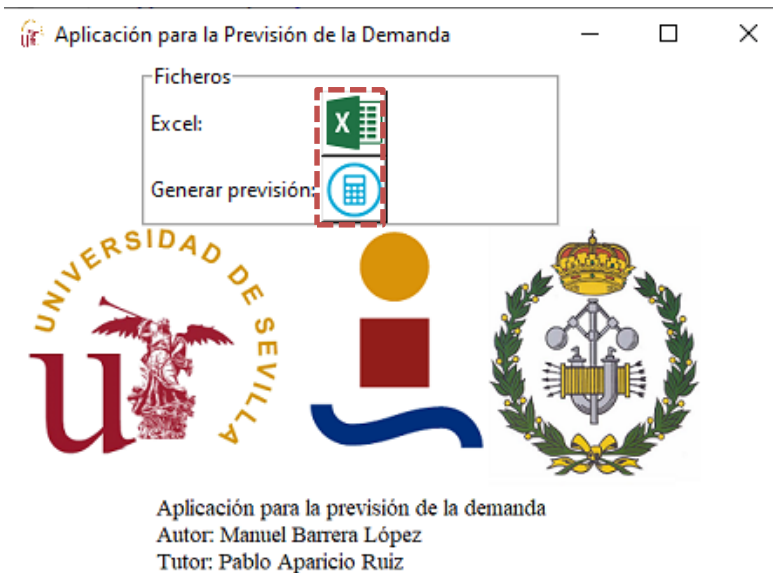 Aplicación para la Previsión de la Demanda
Ficheros
Excel:
X
Generar previsión:
UNIVERSIDAD DE SEVILLA
Aplicación para la previsión de la demanda
Autor: Manuel Barrera López
Tutor: Pablo Aparicio Ruiz